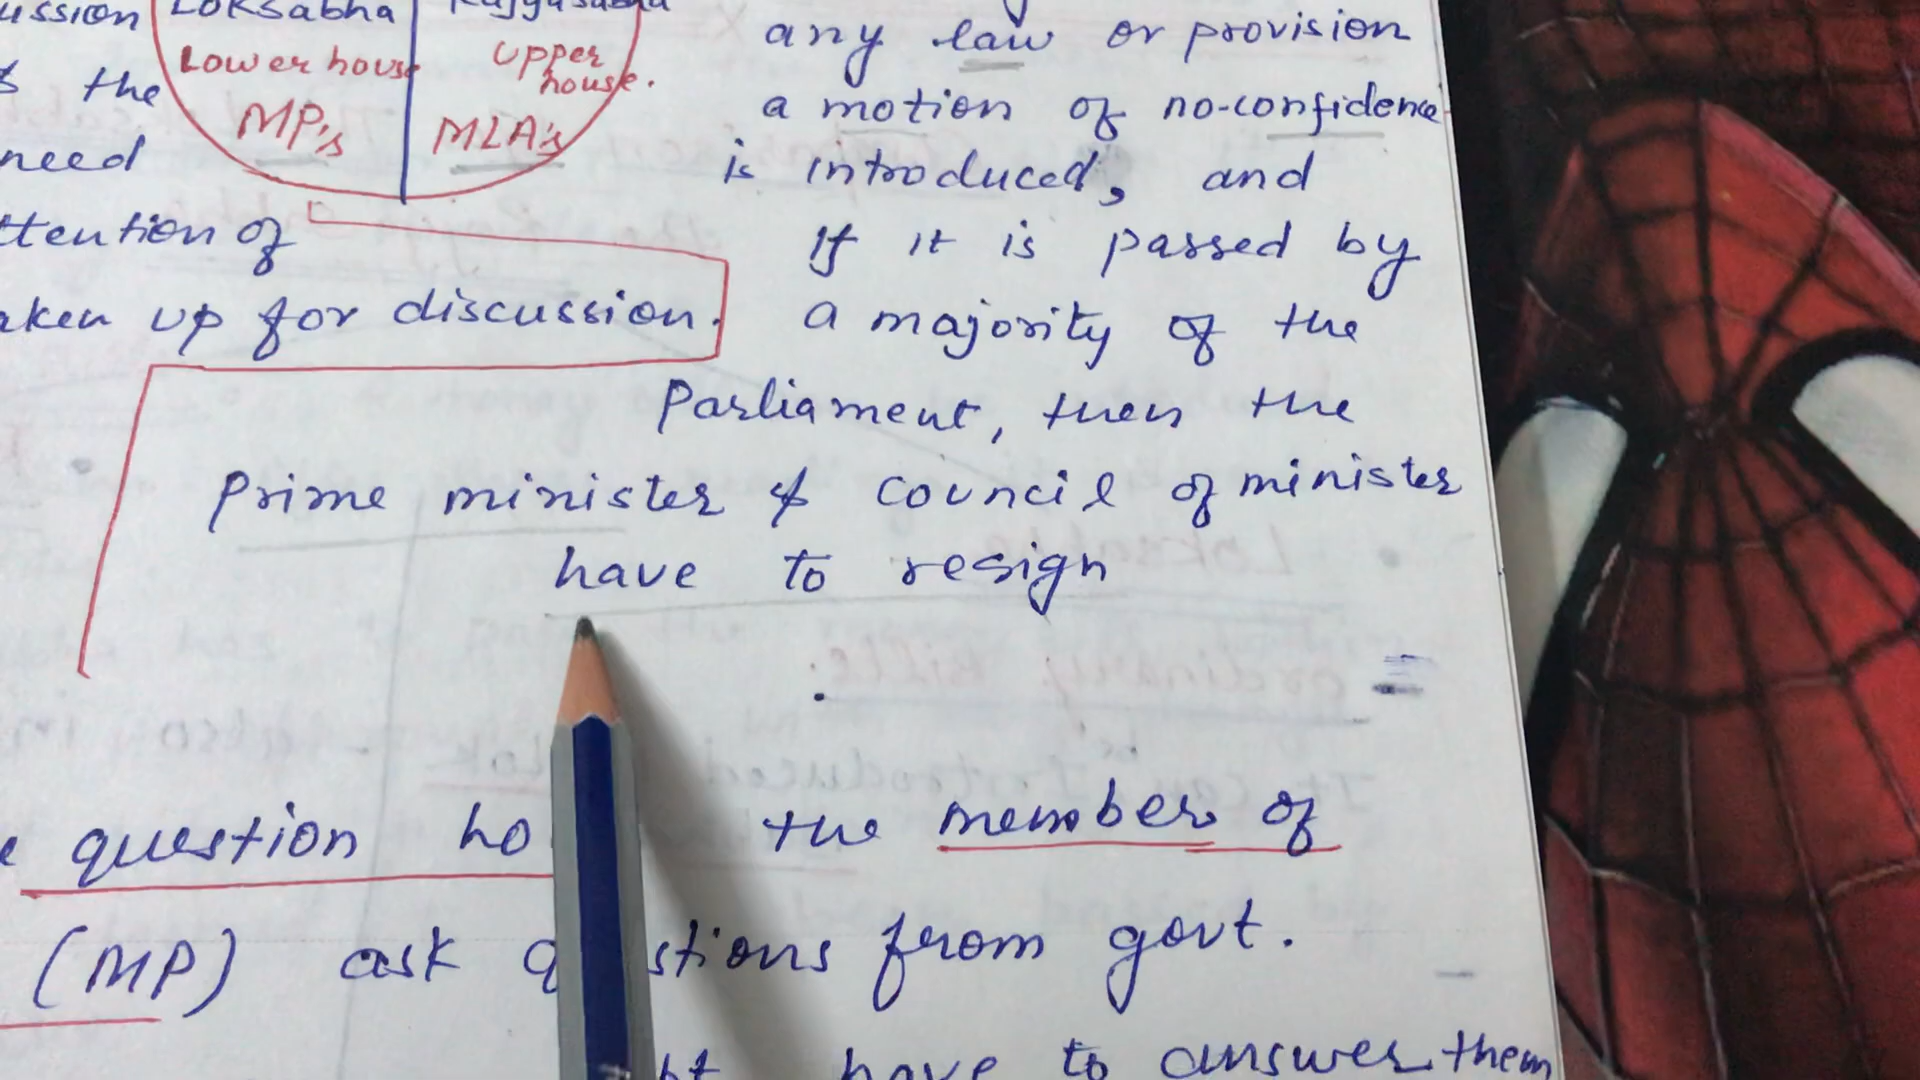 Loksabha
Lower house
MP's
Upper
house.
MLA's
the
need
ttention of
aken up for discussion.
any law or provision
a motion of no-confidence
is introduced, and
If it is passed by
a majority of the
Parliament, then the
Prime minister & council of minister
have to resign
question ho the member of
(MP) ask q stions from govt.
have to answer them